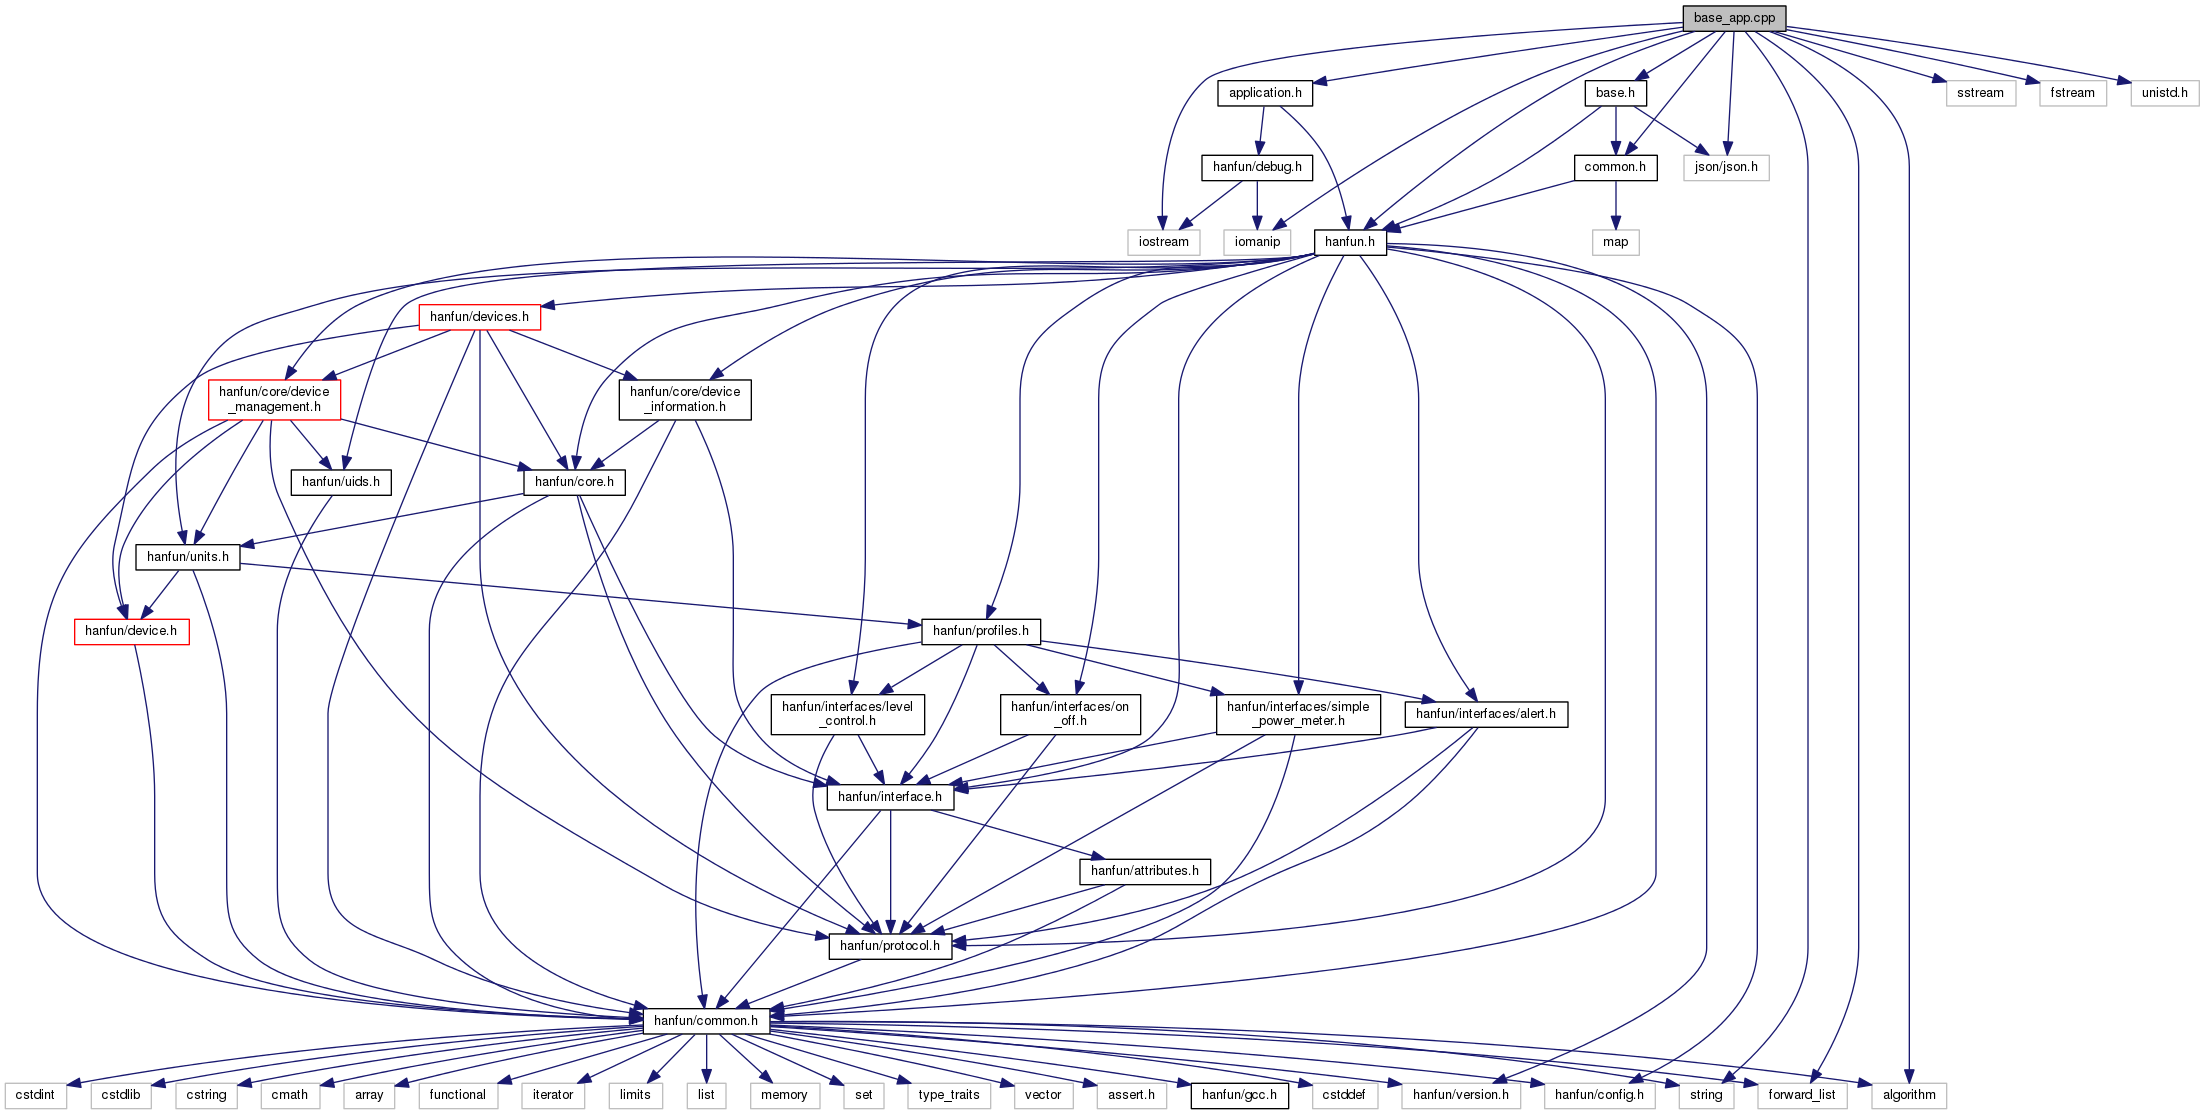 base_app.cpp
application.h
base.h
sstream
fstream
unistd.h
hanfun/debug.h
common.h
json/json.h
iostream
iomanip
hanfun.h
map
hanfun/devices.h
hanfun/core/device
_management.h
hanfun/core/device
_information.h
hanfun/uids.h
hanfun/core.h
hanfun/units.h
hanfun/device.h
hanfun/profiles.h
hanfun/interfaces/level
_control.h
hanfun/interfaces/on
_off.h
hanfun/interfaces/simple
_power_meter.h
hanfun/interfaces/alert.h
hanfun/interface.h
hanfun/attributes.h
hanfun/protocol.h
hanfun/common.h
cstdint
cstdlib
cstring
cmath
array
functional
iterator
limits
list
memory
set
type_traits
vector
assert.h
hanfun/gcc.h
cstddef
hanfun/version.h
hanfun/config.h
string
forward_list
algorithm